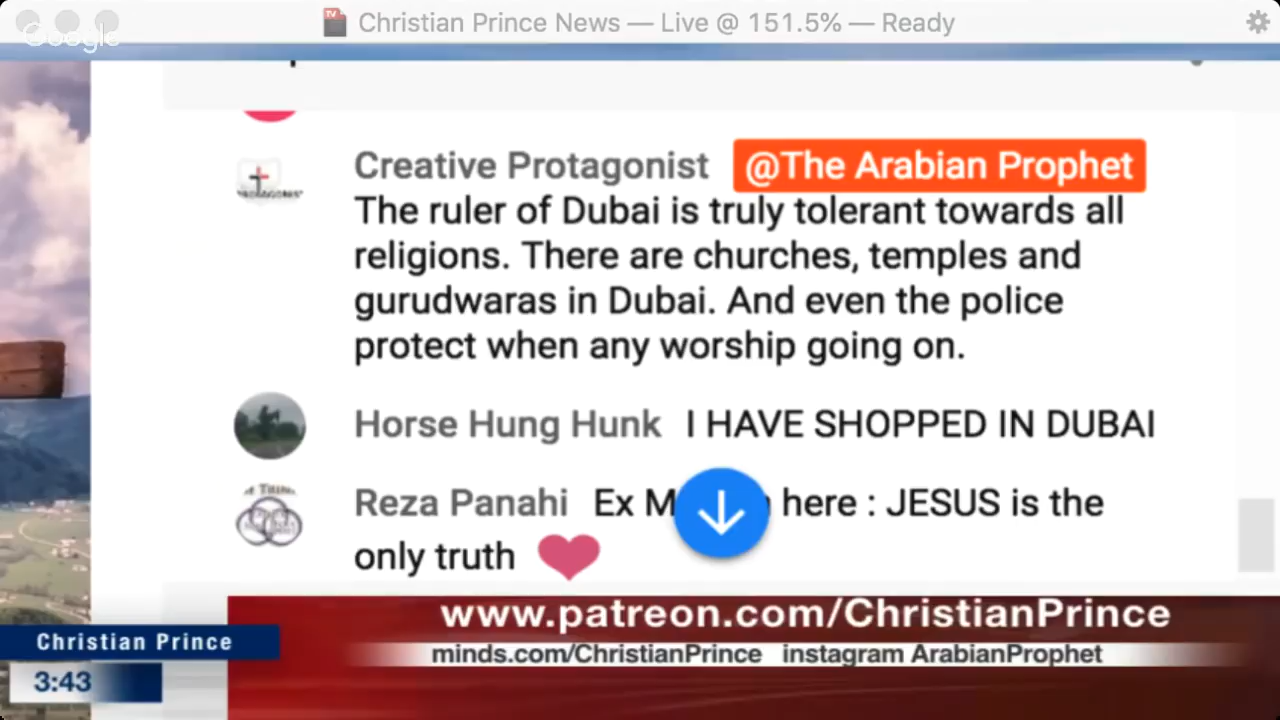 Google
TV
Christian Prince News — Live @ 151.5% — Ready
Creative Protagonist @The Arabian Prophet
The ruler of Dubai is truly tolerant towards all
religions. There are churches, temples and
gurudwaras in Dubai. And even the police
protect when any worship going on.
Horse Hung Hunk I HAVE SHOPPED IN DUBAI
Reza Panahi Ex here : JESUS is the
only truth
www.patreon.com/ChristianPrince
Christian Prince
minds.com/ChristianPrince instagram ArabianProphet
3:43